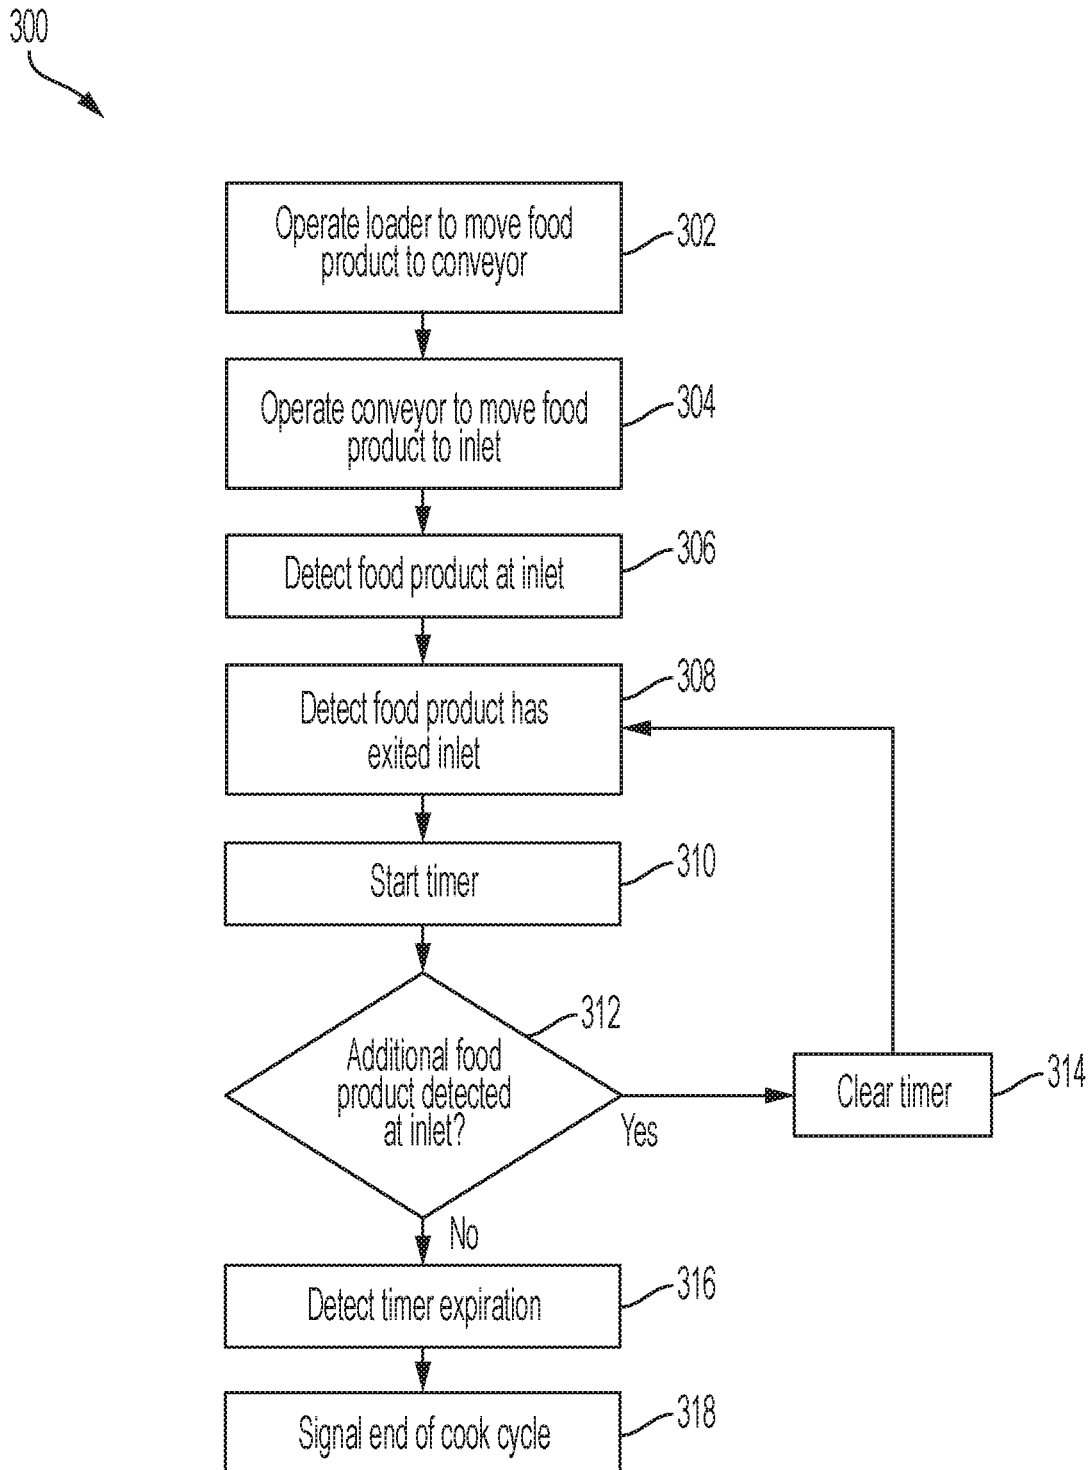 300
Operate loader to move food
product to conveyor
302
Operate conveyor to move food
product to inlet
304
Detect food product at inlet
306
Detect food product has
exited inlet
308
Start timer
310
Additional food
product detected
at inlet?
312
Yes
Clear timer
314
No
Detect timer expiration
316
Signal end of cook cycle
318